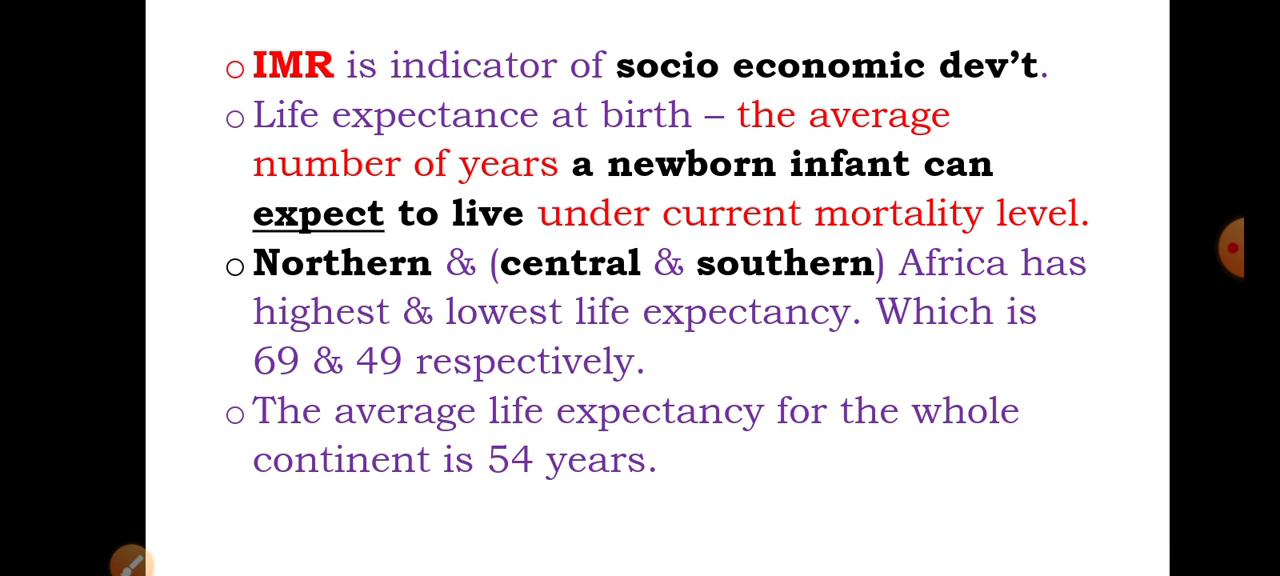 ○ IMR is indicator of socio economic dev’t.
○ Life expectance at birth – the average
number of years a newborn infant can
expect to live under current mortality level.
○ Northern & (central & southern) Africa has
highest & lowest life expectancy. Which is
69 & 49 respectively.
○ The average life expectancy for the whole
continent is 54 years.